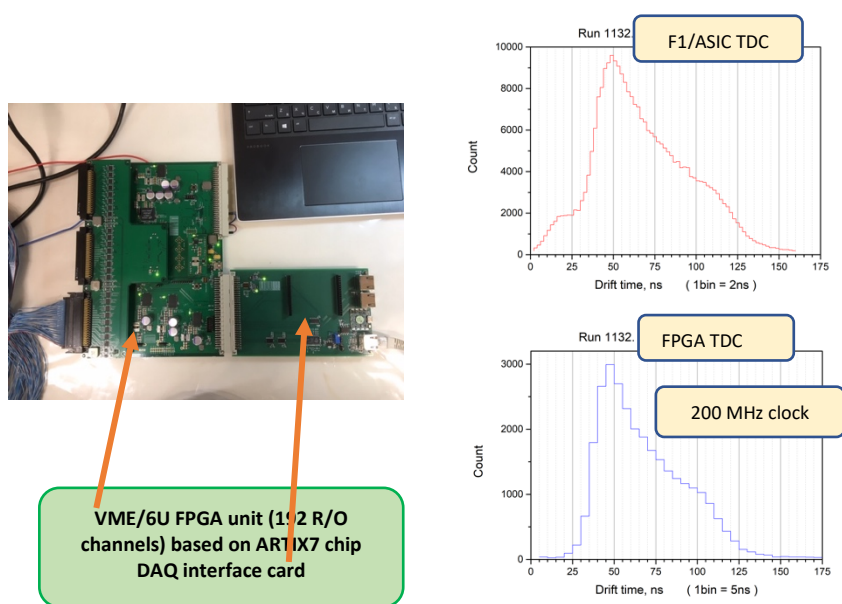 VME/6U FPGA unit (192 R/O
channels) based on ARTIX7 chip
DAQ interface card
Run 1132.
F1/ASIC TDC
10000
8000
6000
4000
2000
0
Count
0 25 50 75 100 125 150 175
Drift time, ns ( 1bin = 2ns )
Run 1132.
FPGA TDC
200 MHz clock
3000
2000
1000
0
Count
0 25 50 75 100 125 150 175
Drift time, ns ( 1bin = 5ns )